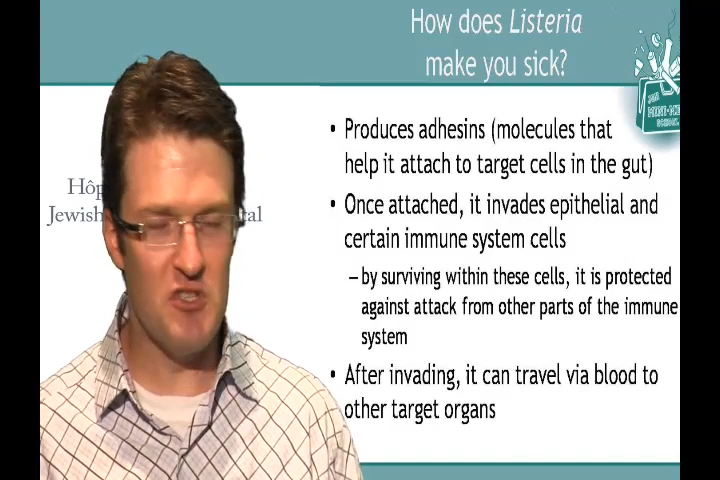 How does Listeria
make you sick?
• Produces adhesins (molecules that
help it attach to target cells in the gut)
• Once attached, it invades epithelial and
certain immune system cells
– by surviving within these cells, it is protected
against attack from other parts of the immune
system
• After invading, it can travel via blood to
other target organs
Hôp
Jewish